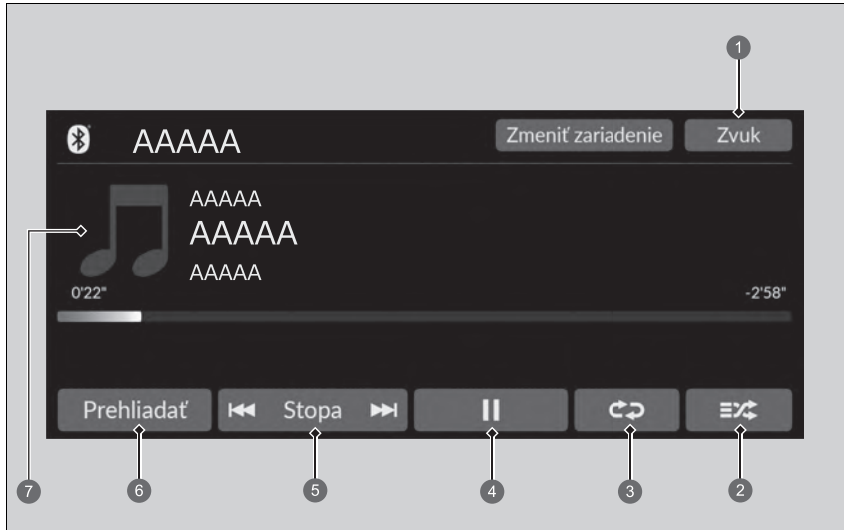 1
AAAAA
Zmeniť zariadenie
Zvuk
AAAAA
7
AAAAA
AAAAA
0'22"
-2'58"
Prehliadať
Stopa
6
5
4
3
2